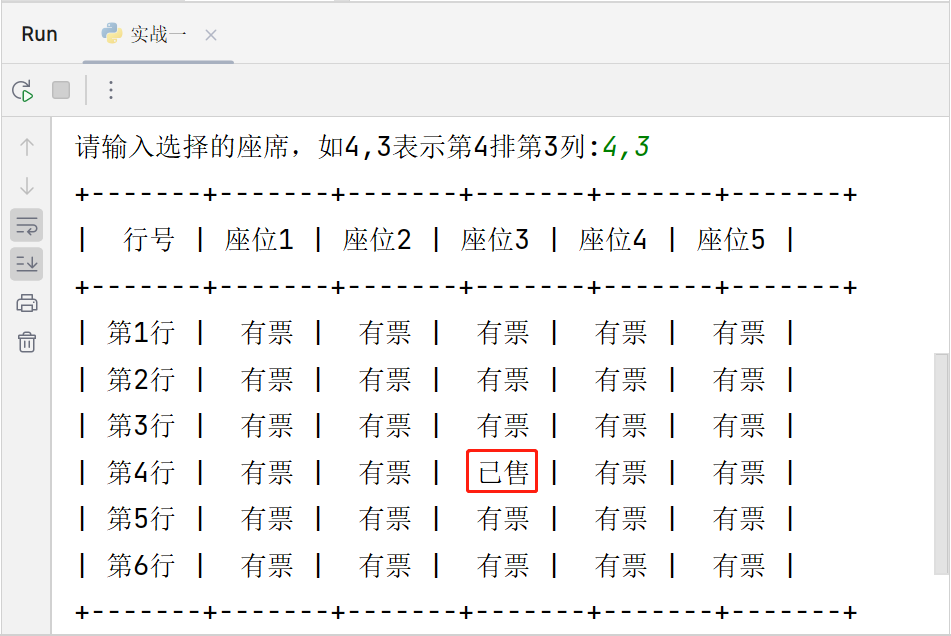 Run 实战一
请输入选择的座席，如4,3表示第4排第3列:4,3
+-------+-------+-------+-------+-------+-------+
| 行号 | 座位1 | 座位2 | 座位3 | 座位4 | 座位5 |
+-------+-------+-------+-------+-------+-------+
| 第1行 | 有票 | 有票 | 有票 | 有票 | 有票 |
| 第2行 | 有票 | 有票 | 有票 | 有票 | 有票 |
| 第3行 | 有票 | 有票 | 有票 | 有票 | 有票 |
| 第4行 | 有票 | 有票 | 已售 | 有票 | 有票 |
| 第5行 | 有票 | 有票 | 有票 | 有票 | 有票 |
| 第6行 | 有票 | 有票 | 有票 | 有票 | 有票 |
+-------+-------+-------+-------+-------+-------+